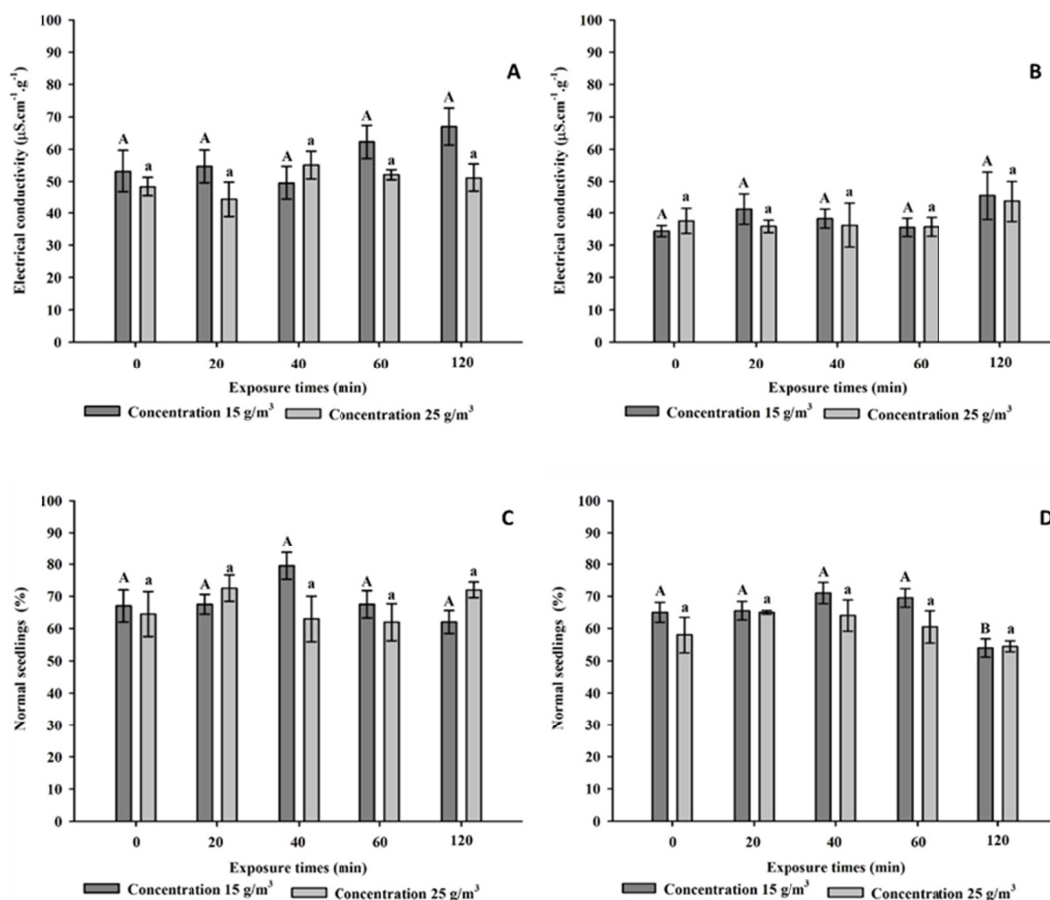 A
Electrical conductivity (µS.cm⁻¹.g⁻¹)
100
90
80
70
60
50
40
30
20
10
0
A a A a A a A a A a
0 20 40 60 120
Exposure times (min)
Concentration 15 g/m³ Concentration 25 g/m³
B
Electrical conductivity (µS.cm⁻¹.g⁻¹)
100
90
80
70
60
50
40
30
20
10
0
A a A a A a A a A a
0 20 40 60 120
Exposure times (min)
Concentration 15 g/m³ Concentration 25 g/m³
C
Normal seedlings (%)
100
90
80
70
60
50
40
30
20
10
0
A a A a A a A a A a
0 20 40 60 120
Exposure times (min)
Concentration 15 g/m³ Concentration 25 g/m³
D
Normal seedlings (%)
100
90
80
70
60
50
40
30
20
10
0
A a A a A a A a B a
0 20 40 60 120
Exposure times (min)
Concentration 15 g/m³ Concentration 25 g/m³